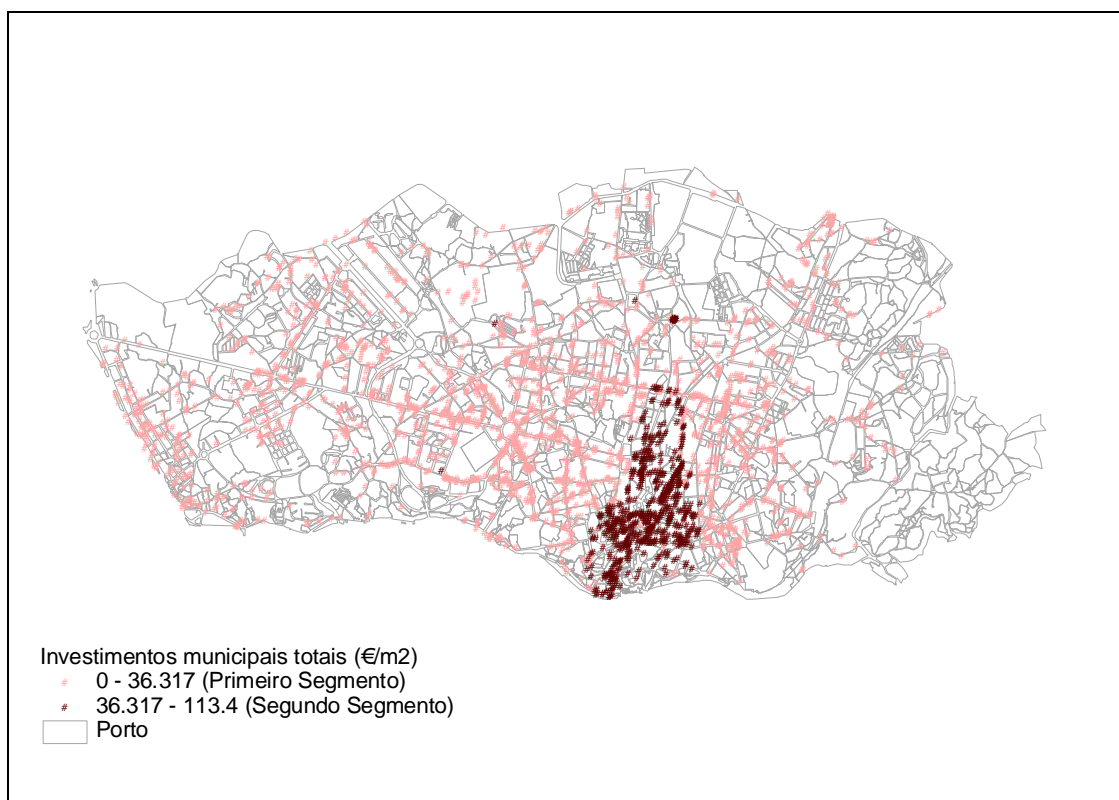 Investimentos municipais totais (€/m2)
# 0 - 36.317 (Primeiro Segmento)
# 36.317 - 113.4 (Segundo Segmento)
Porto